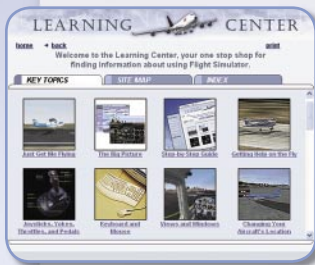 LEARNING CENTER
home ◄ back print
Welcome to the Learning Center, your one stop shop for
finding information about using Flight Simulator.
KEY TOPICS SITE MAP INDEX
Just Get Me Flying The Big Picture Step-by-Step Guide Getting Help on the Fly
Joysticks, Yokes,
Throttles, and Pedals
Keyboard and
Mouse
Views and Windows
Changing Your
Aircraft's Location